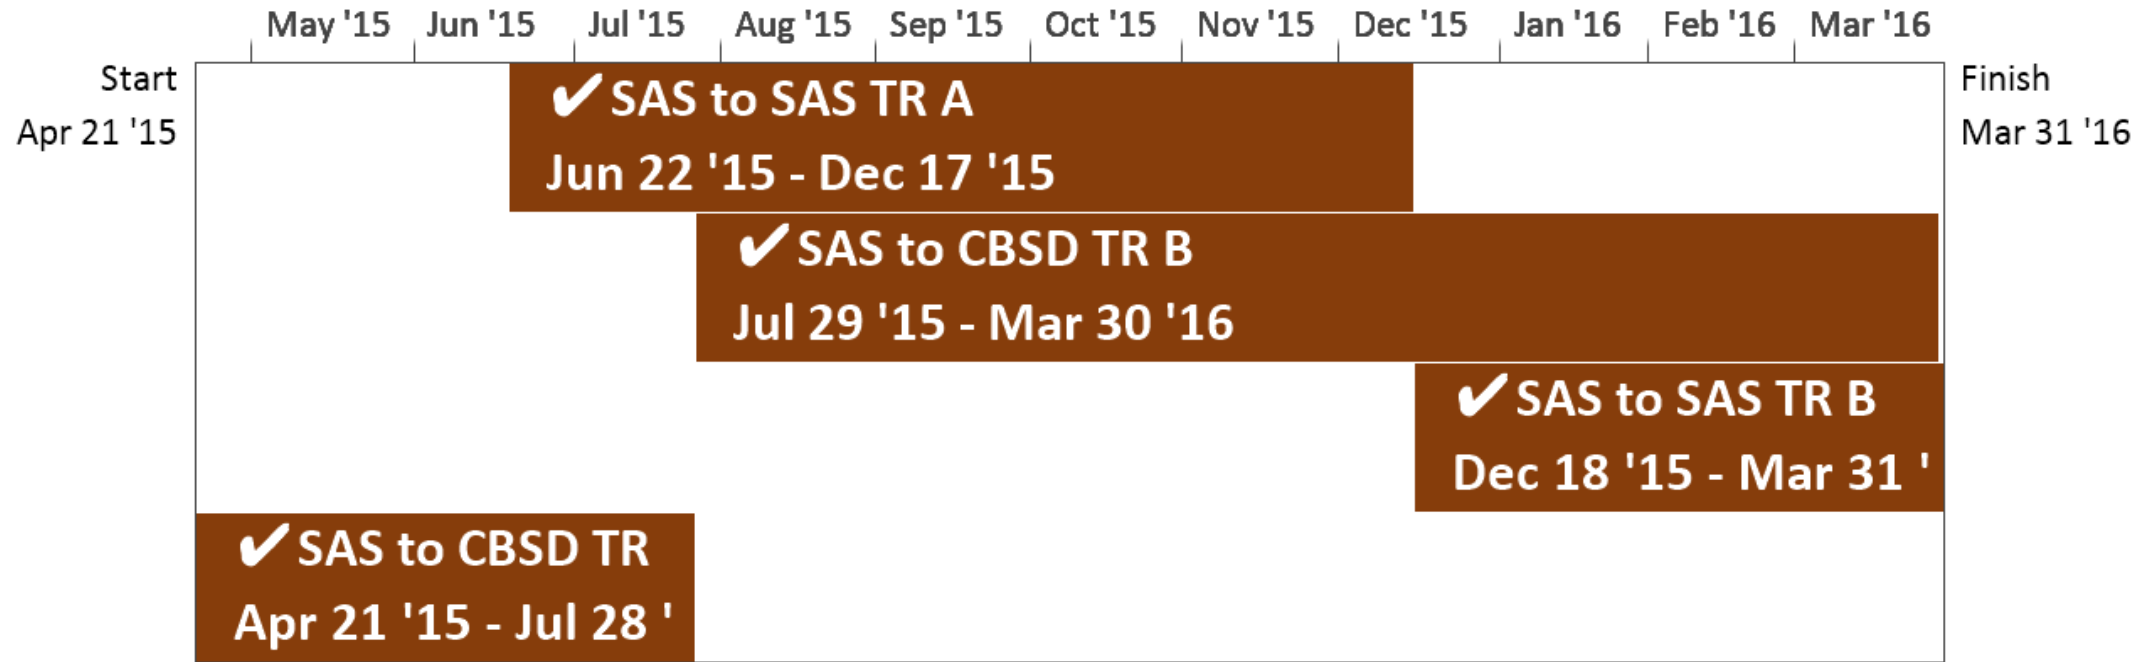 May '15 Jun '15 Jul '15 Aug '15 Sep '15 Oct '15 Nov '15 Dec '15 Jan '16 Feb '16 Mar '16
Start
Apr 21 '15
Finish
Mar 31 '16
✔ SAS to SAS TR A
Jun 22 '15 - Dec 17 '15
✔ SAS to CBSD TR B
Jul 29 '15 - Mar 30 '16
✔ SAS to SAS TR B
Dec 18 '15 - Mar 31 '
✔ SAS to CBSD TR
Apr 21 '15 - Jul 28 '